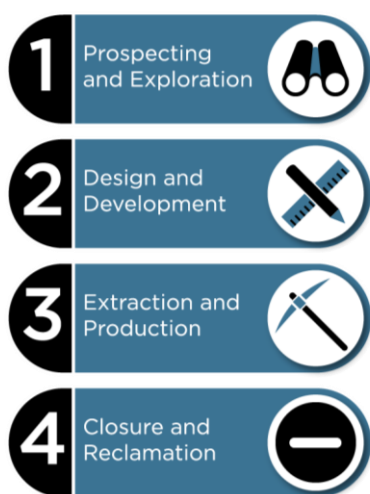 1
Prospecting
and Exploration
2
Design and
Development
3
Extraction and
Production
4
Closure and
Reclamation